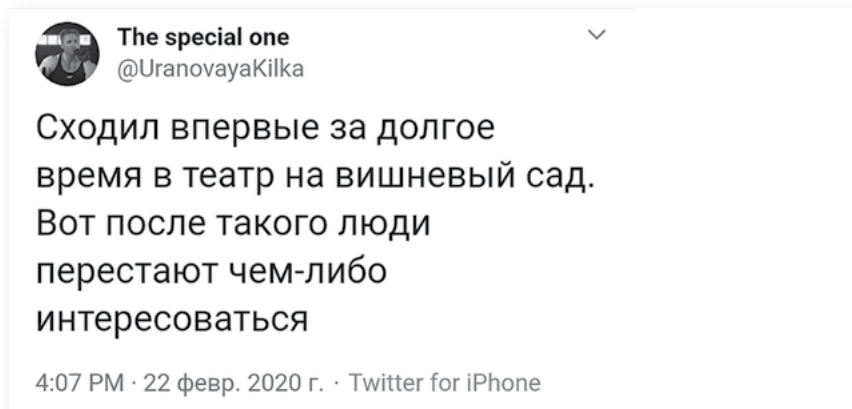 The special one
@UranovayaKilka
Сходил впервые за долгое
время в театр на вишневый сад.
Вот после такого люди
перестают чем-либо
интересоваться
4:07 PM · 22 февр. 2020 г. · Twitter for iPhone